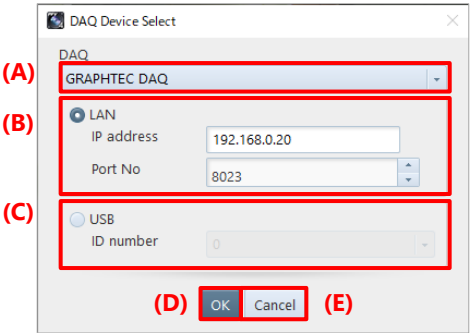 DAQ Device Select
DAQ
(A) GRAPHTEC DAQ
(B) LAN
IP address 192.168.0.20
Port No 8023
(C) USB
ID number 0
(D) OK Cancel (E)